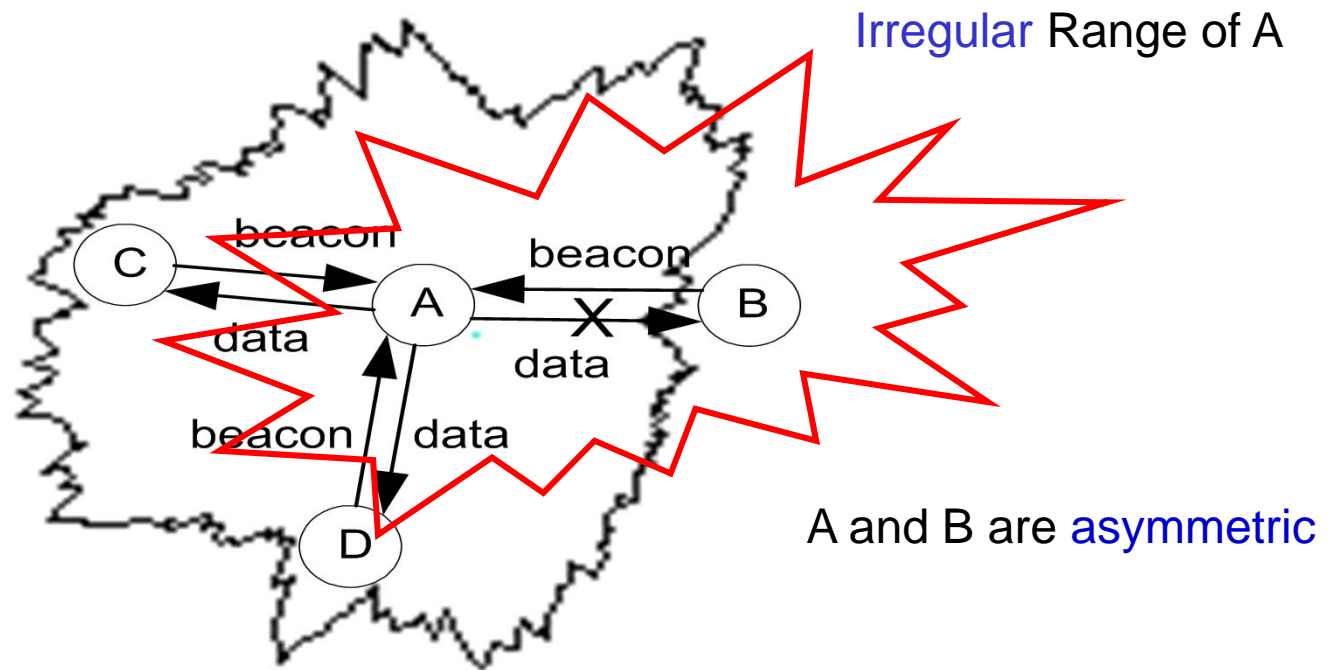 Irregular Range of A
beacon
C
beacon
A
B
X
data
data
beacon
data
D
A and B are asymmetric